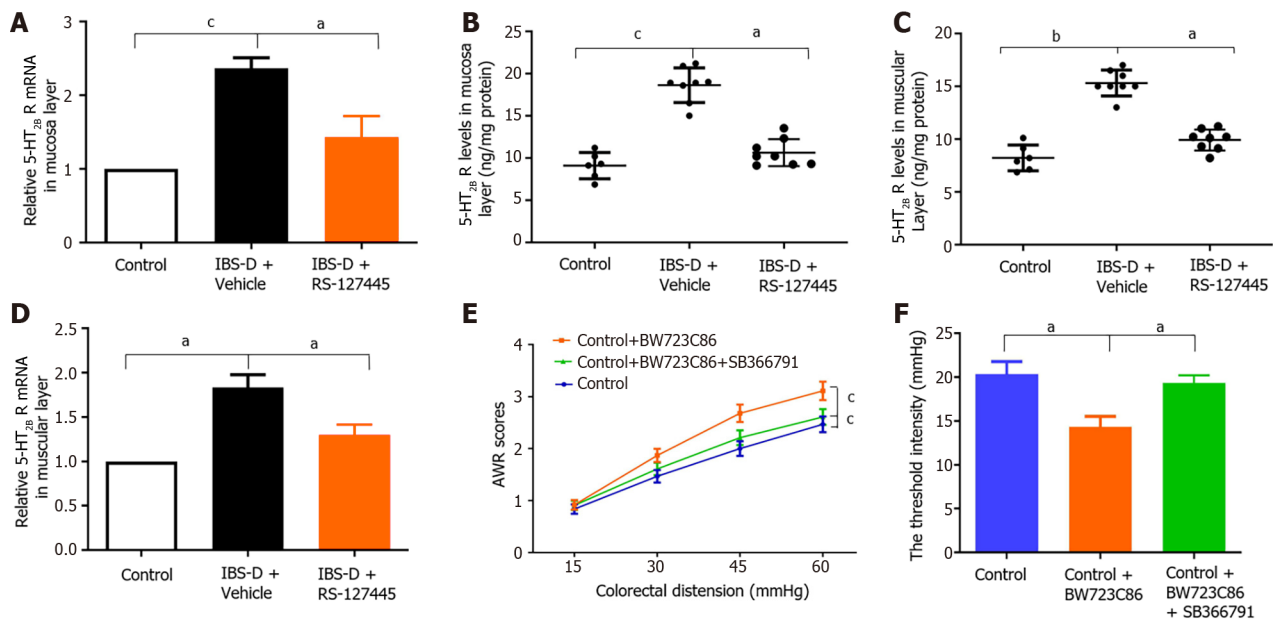 A
Relative 5-HT2B R mRNA
in mucosa layer
3
2
1
0
c
a
Control
IBS-D +
Vehicle
IBS-D +
RS-127445
B
5-HT2B R levels in mucosa
layer (ng/mg protein)
25
20
15
10
5
0
c
a
Control
IBS-D +
Vehicle
IBS-D +
RS-127445
C
5-HT2B R levels in muscular
Layer (ng/mg protein)
20
15
10
5
0
b
a
Control
IBS-D +
Vehicle
IBS-D +
RS-127445
D
Relative 5-HT2B R mRNA
in muscular layer
2.5
2.0
1.5
1.0
0.5
0.0
a
a
Control
IBS-D +
Vehicle
IBS-D +
RS-127445
E
AWR scores
4
3
2
1
0
Control+BW723C86
Control+BW723C86+SB366791
Control
c
c
15
30
45
60
Colorectal distension (mmHg)
F
The threshold intensity (mmHg)
25
20
15
10
5
0
a
a
Control
Control +
BW723C86
Control +
BW723C86
+ SB366791